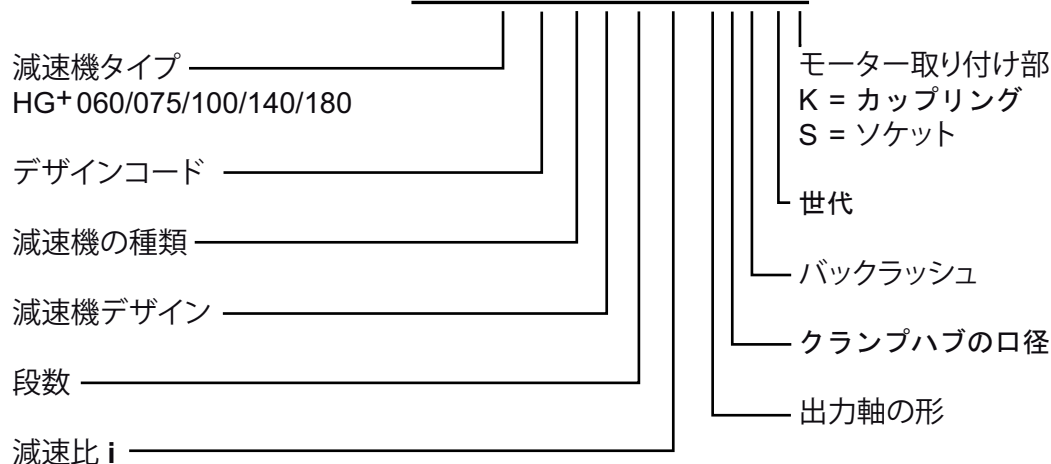 減速機タイプ
HG+ 060/075/100/140/180
デザインコード
減速機の種類
減速機デザイン
段数
減速比 i
モーター取り付け部
K = カップリング
S = ソケット
世代
バックラッシュ
クランプハブの口径
出力軸の形